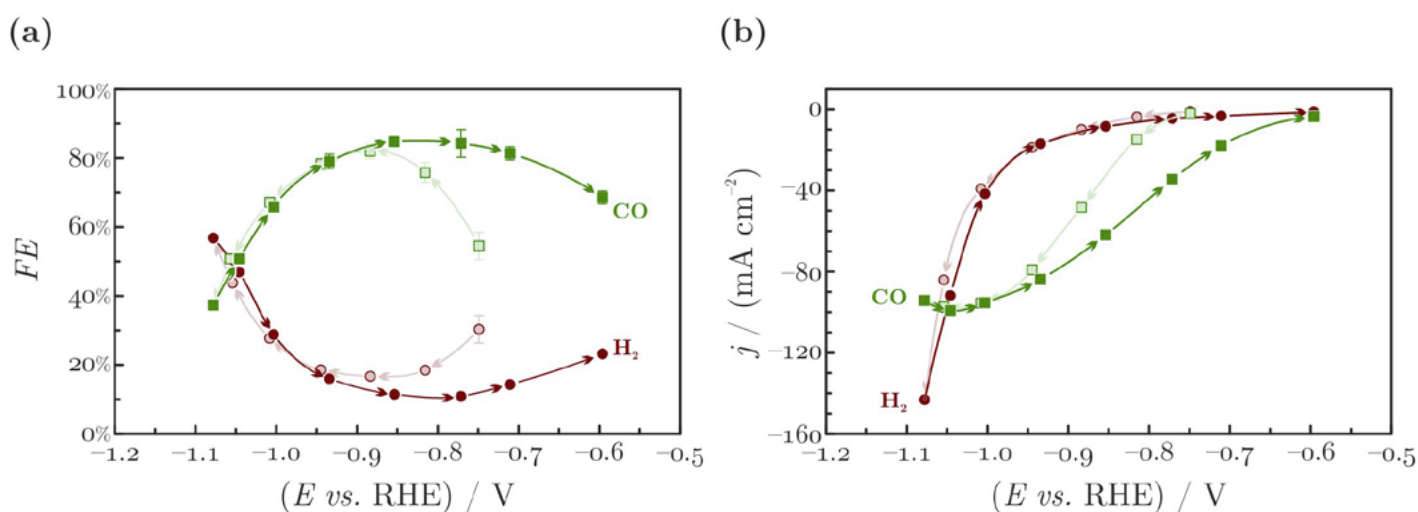 (a)
(b)
100%
80%
60%
40%
20%
0%
FE
CO
H₂
−1.2 −1.1 −1.0 −0.9 −0.8 −0.7 −0.6 −0.5
(E vs. RHE) / V
0
−40
−80
−120
−160
j / (mA cm⁻²)
CO
H₂
−1.2 −1.1 −1.0 −0.9 −0.8 −0.7 −0.6 −0.5
(E vs. RHE) / V